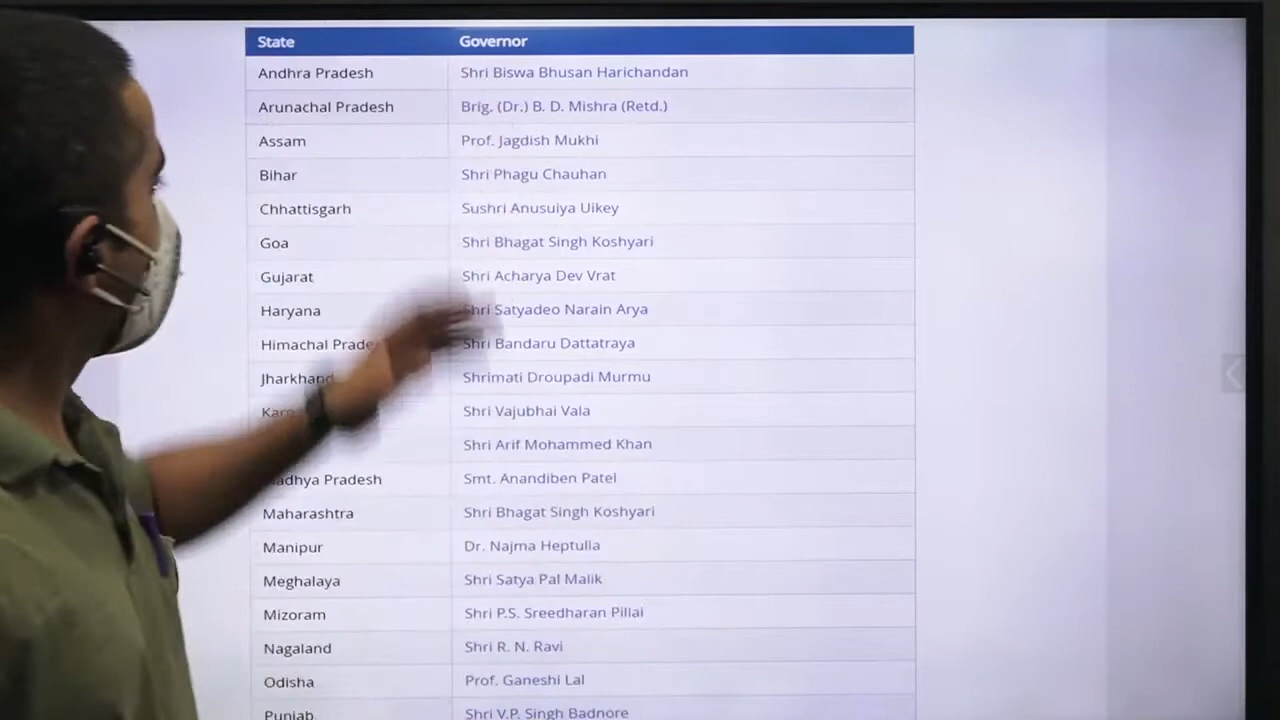 State Governor
Andhra Pradesh Shri Biswa Bhusan Harichandan
Arunachal Pradesh Brig. (Dr.) B. D. Mishra (Retd.)
Assam Prof. Jagdish Mukhi
Bihar Shri Phagu Chauhan
Chhattisgarh Sushri Anusuiya Uikey
Goa Shri Bhagat Singh Koshyari
Gujarat Shri Acharya Dev Vrat
Haryana Shri Satyadeo Narain Arya
Himachal Shri Bandaru Dattatraya
Jharkhand Shrimati Droupadi Murmu
Shri Vajubhai Vala
Shri Arif Mohammed Khan
Pradesh Smt. Anandiben Patel
Maharashtra Shri Bhagat Singh Koshyari
Manipur Dr. Najma Heptulla
Meghalaya Shri Satya Pal Malik
Mizoram Shri P.S. Sreedharan Pillai
Nagaland Shri R. N. Ravi
Odisha Prof. Ganeshi Lal
Punjab Shri V.P. Singh Badnore